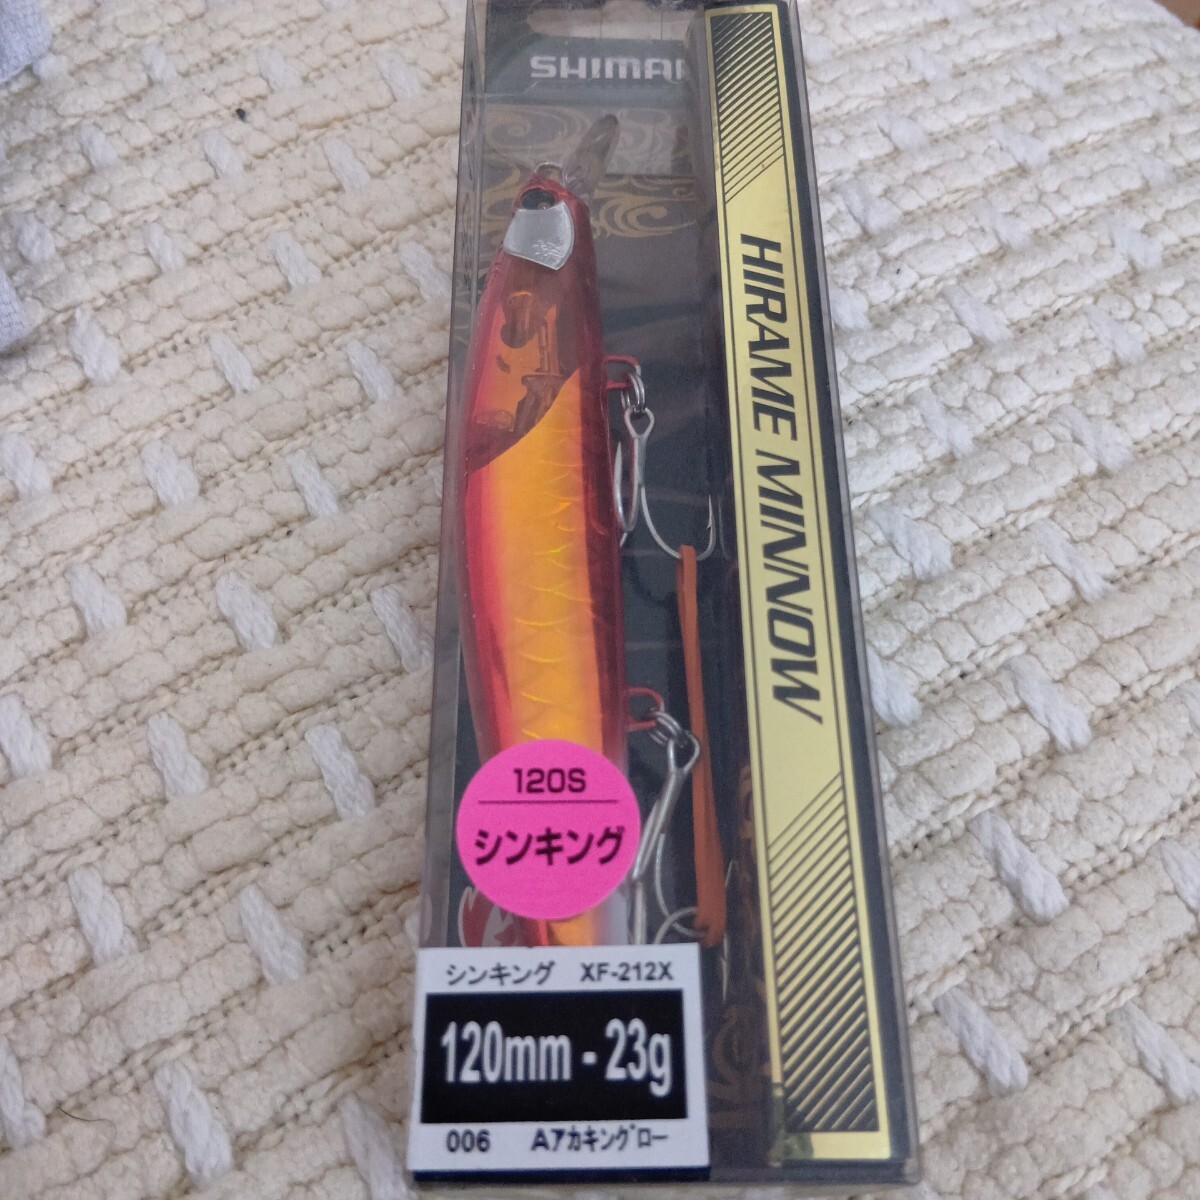 SHIMAN
HIRAME MINNOW
120S
シンキング
シンキング XF-212X
120mm - 23g
006 Aアカキングロー